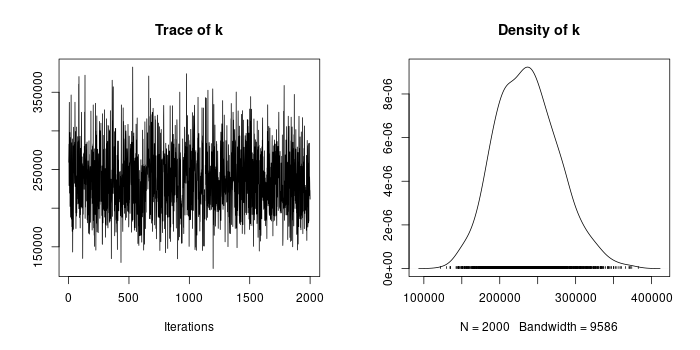 Trace of k
350000
250000
150000
0
500
1000
1500
2000
Iterations
Density of k
8e-06
6e-06
4e-06
2e-06
0e+00
100000
200000
300000
400000
N = 2000 Bandwidth = 9586